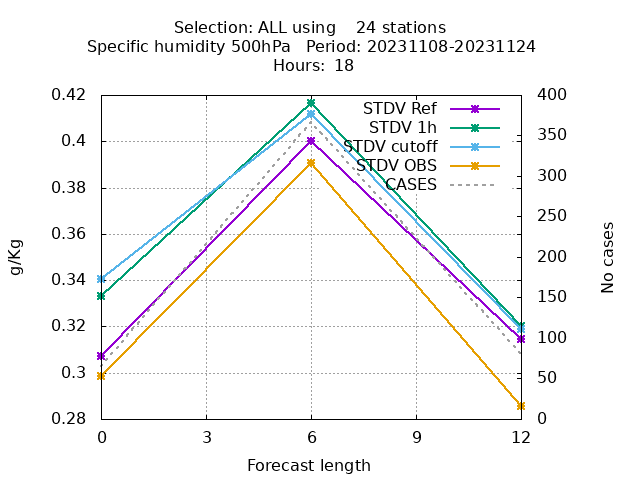 Selection: ALL using 24 stations
Specific humidity 500hPa Period: 20231108-20231124
Hours: 18
STDV Ref
STDV 1h
STDV cutoff
STDV OBS
CASES
0.42
0.4
0.38
0.36
0.34
0.32
0.3
0.28
400
350
300
250
200
150
100
50
0
g/Kg
No cases
0 3 6 9 12
Forecast length